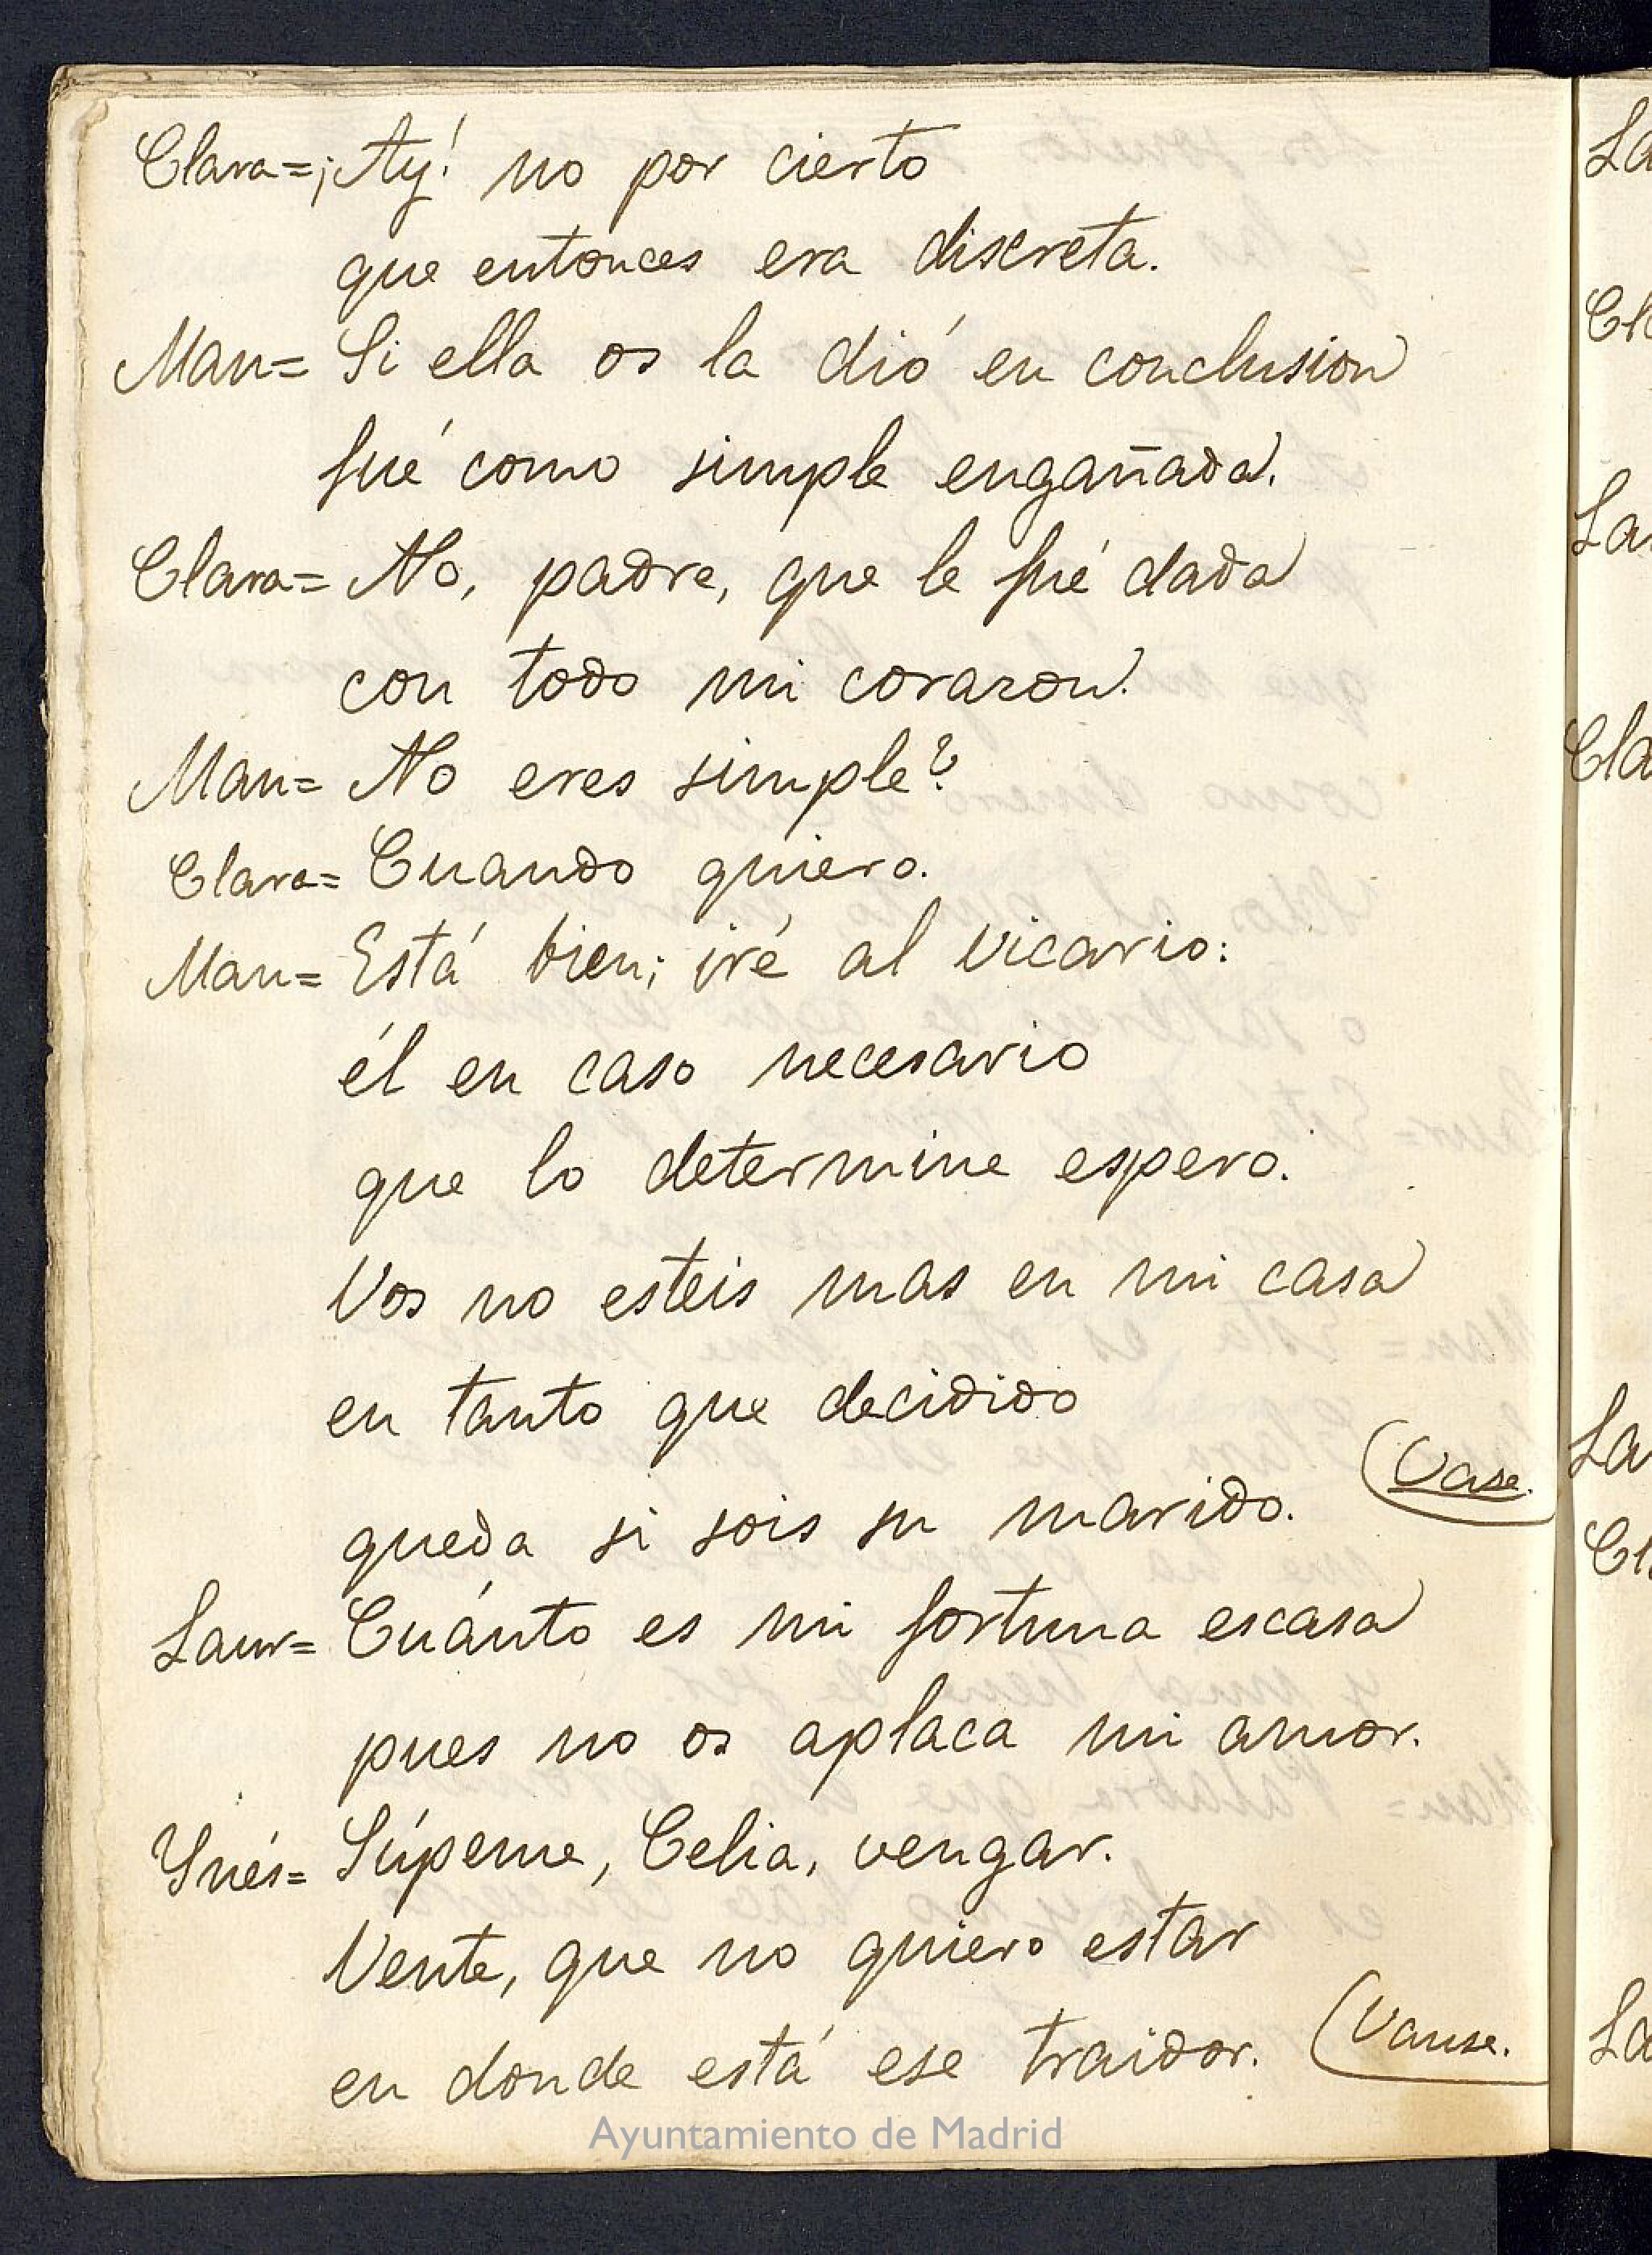 Clara=¡Ay! no por cierto
que entonces era discreta.
Man= Si ella os la dió en conclusion
fué como simple engañada.
Clara= No, padre, que le fué dada
con todo mi corazon.
Man= No eres simple?
Clara= Cuando quiero.
Man= Está bien; iré al Vicario:
él en caso necesario
que lo determine espero.
Vos no esteis mas en mi casa
en tanto que decidido
queda si sois su marido. (Vase.
Laur= Cuánto es mi fortuna escasa
pues no os aplaca mi amor.
Ynés= Súpeme, Celia, vengar.
Vente, que no quiero estar
en donde está ese traidor. (Vanse.
Ayuntamiento de Madrid
La
Cl
La
Cla
La
Cl
La